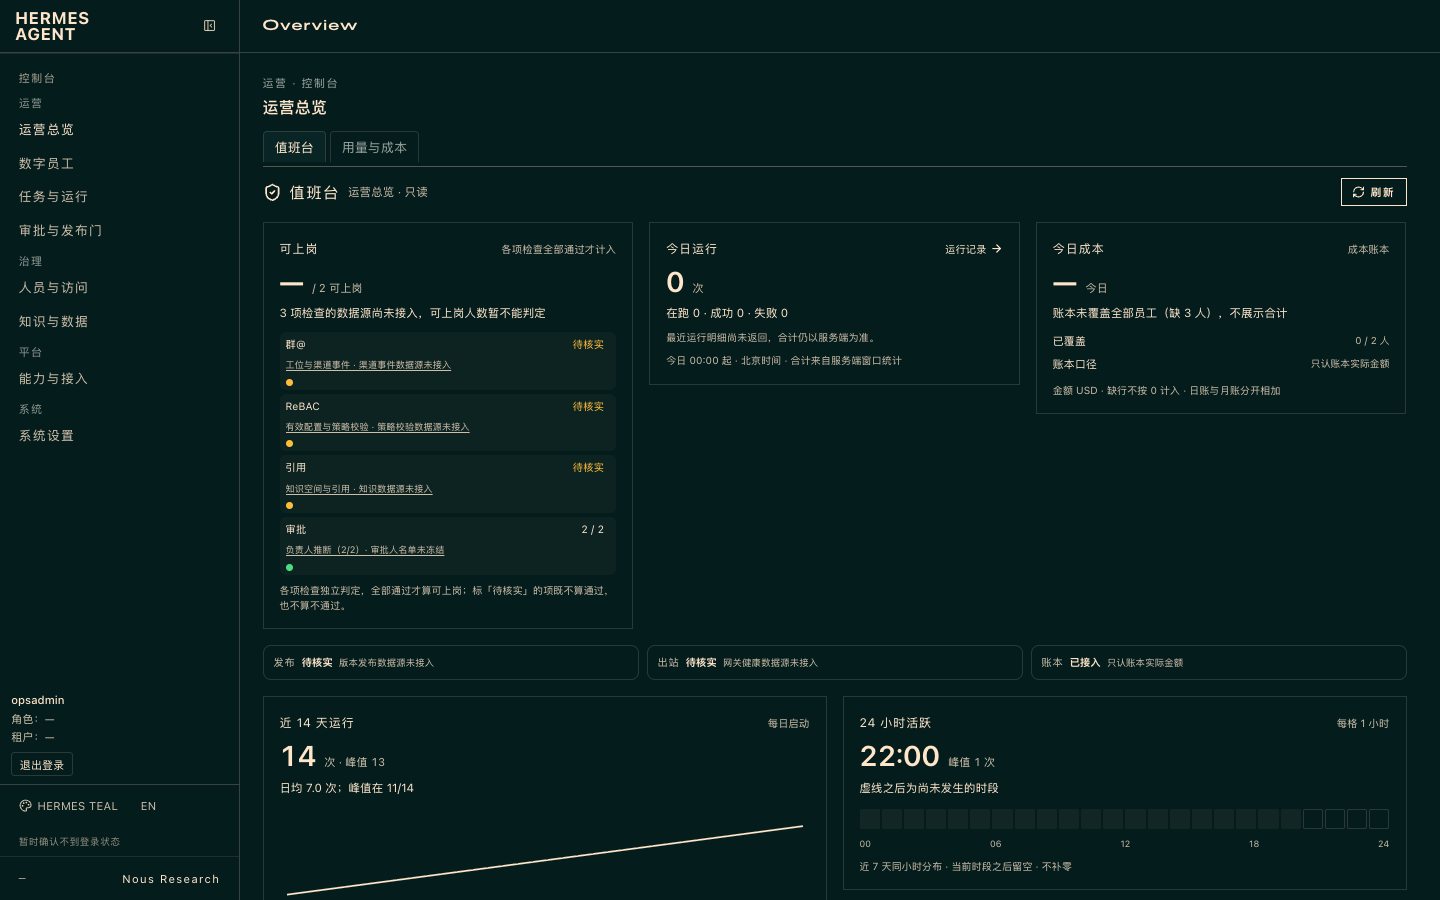 HERMES
AGENT
Overview
控制台
运营
运营总览
数字员工
任务与运行
审批与发布门
治理
人员与访问
知识与数据
平台
能力与接入
系统
系统设置
opsadmin
角色: —
租户: —
退出登录
HERMES TEAL EN
暂时确认不到登录状态
— Nous Research
运营 · 控制台
运营总览
值班台 用量与成本
值班台 运营总览 · 只读
刷新
可上岗 各项检查全部通过才计入
— / 2 可上岗
3 项检查的数据源尚未接入，可上岗人数暂不能判定
群@ 待核实
工位与渠道事件 · 渠道事件数据源未接入
ReBAC 待核实
有效配置与策略校验 · 策略校验数据源未接入
引用 待核实
知识空间与引用 · 知识数据源未接入
审批 2 / 2
负责人推断（2/2）· 审批人名单未冻结
各项检查独立判定，全部通过才算可上岗；标「待核实」的项既不算通过，
也不算不通过。
今日运行 运行记录 →
0 次
在跑 0 · 成功 0 · 失败 0
最近运行明细尚未返回，合计仍以服务端为准。
今日 00:00 起 · 北京时间 · 合计来自服务端窗口统计
今日成本 成本账本
— 今日
账本未覆盖全部员工（缺 3 人），不展示合计
已覆盖 0 / 2 人
账本口径 只认账本实际金额
金额 USD · 缺行不按 0 计入 · 日账与月账分开相加
发布 待核实 版本发布数据源未接入
出站 待核实 网关健康数据源未接入
账本 已接入 只认账本实际金额
近 14 天运行 每日启动
14 次 · 峰值 13
日均 7.0 次；峰值在 11/14
24 小时活跃 每格 1 小时
22:00 峰值 1 次
虚线之后为尚未发生的时段
00 06 12 18 24
近 7 天同小时分布 · 当前时段之后留空 · 不补零